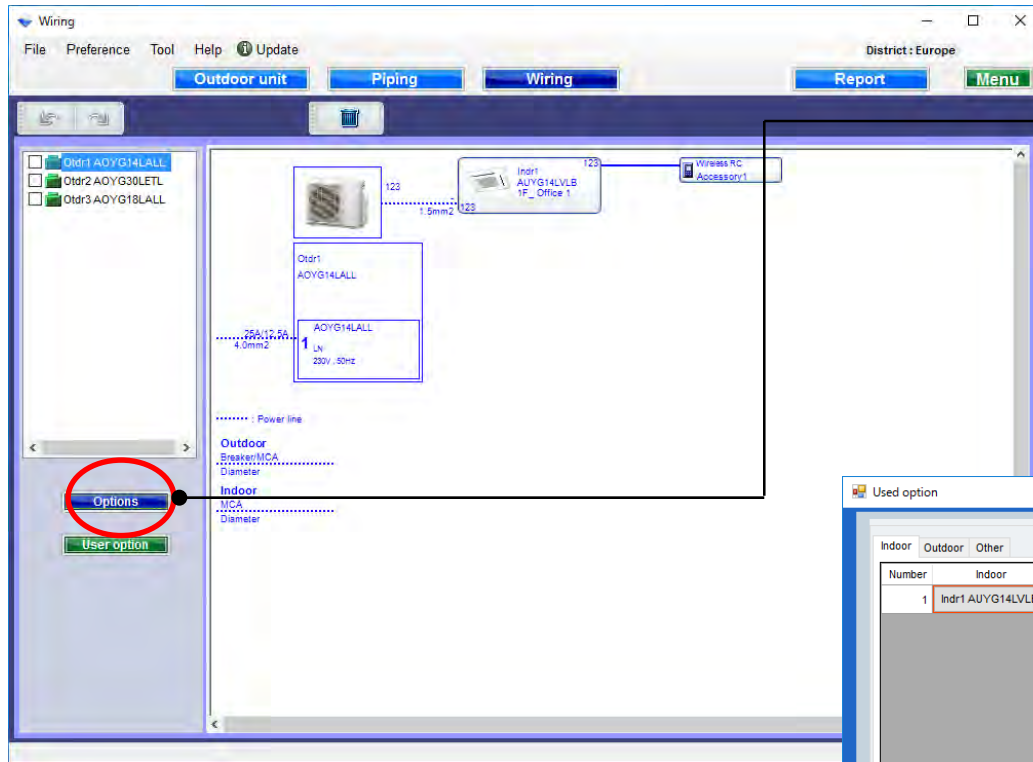 Wiring
File Preference Tool Help Update
District : Europe
Outdoor unit Piping Wiring Report Menu
Otdr1 AOYG14LALL
Otdr2 AOYG30LETL
Otdr3 AOYG18LALL
123
1.5mm2
123
Indr1
AUYG14LVLB
1F_ Office 1
123
Wireless RC
Accessory1
Otdr1
AOYG14LALL
25A/12.5A
4.0mm2
1
AOYG14LALL
LN
230V , 50Hz
: Power line
Outdoor
Breaker/MCA
Diameter
Indoor
MCA
Diameter
Options
User option
Used option
Indoor Outdoor Other
Number Indoor
1 Indr1 AUYG14LVL